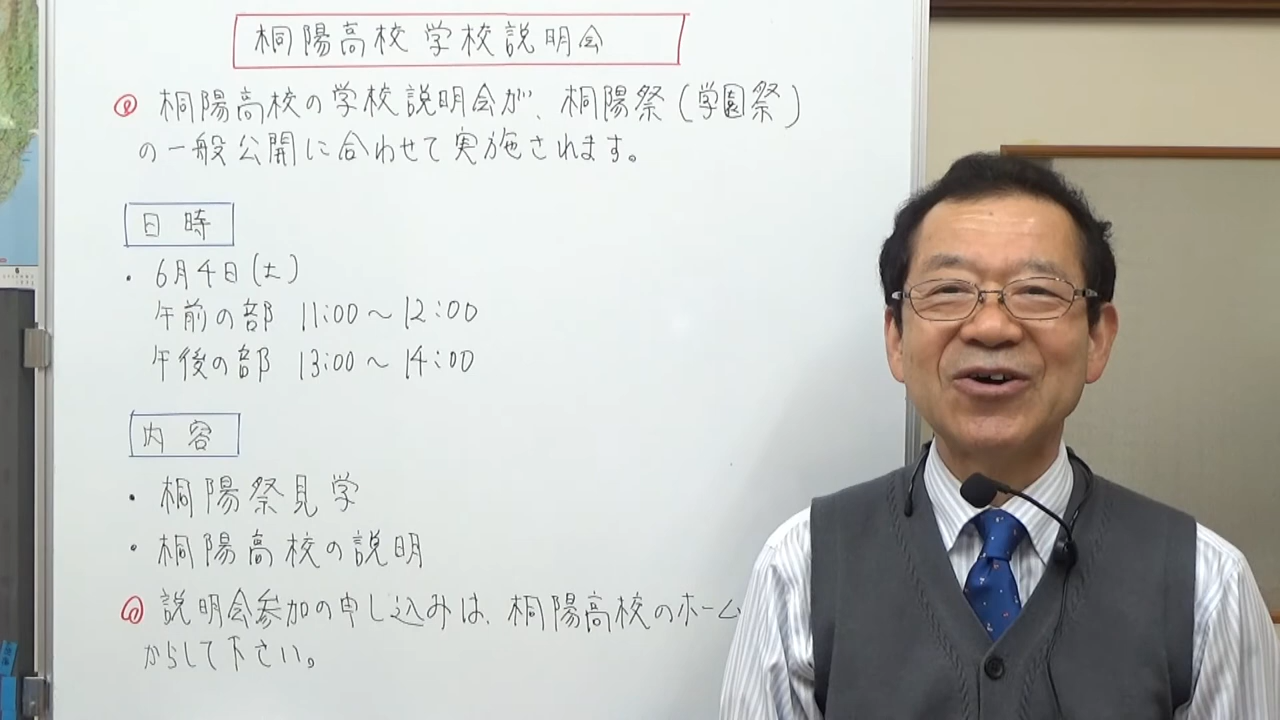 桐陽高校学校説明会
桐陽高校の学校説明会が、桐陽祭(学園祭)
の一般公開に合わせて実施されます。
日時
・6月4日(土)
午前の部 11:00～12:00
午後の部 13:00～14:00
内容
・桐陽祭見学
・桐陽高校の説明
説明会参加の申し込みは、桐陽高校のホーム
からして下さい。